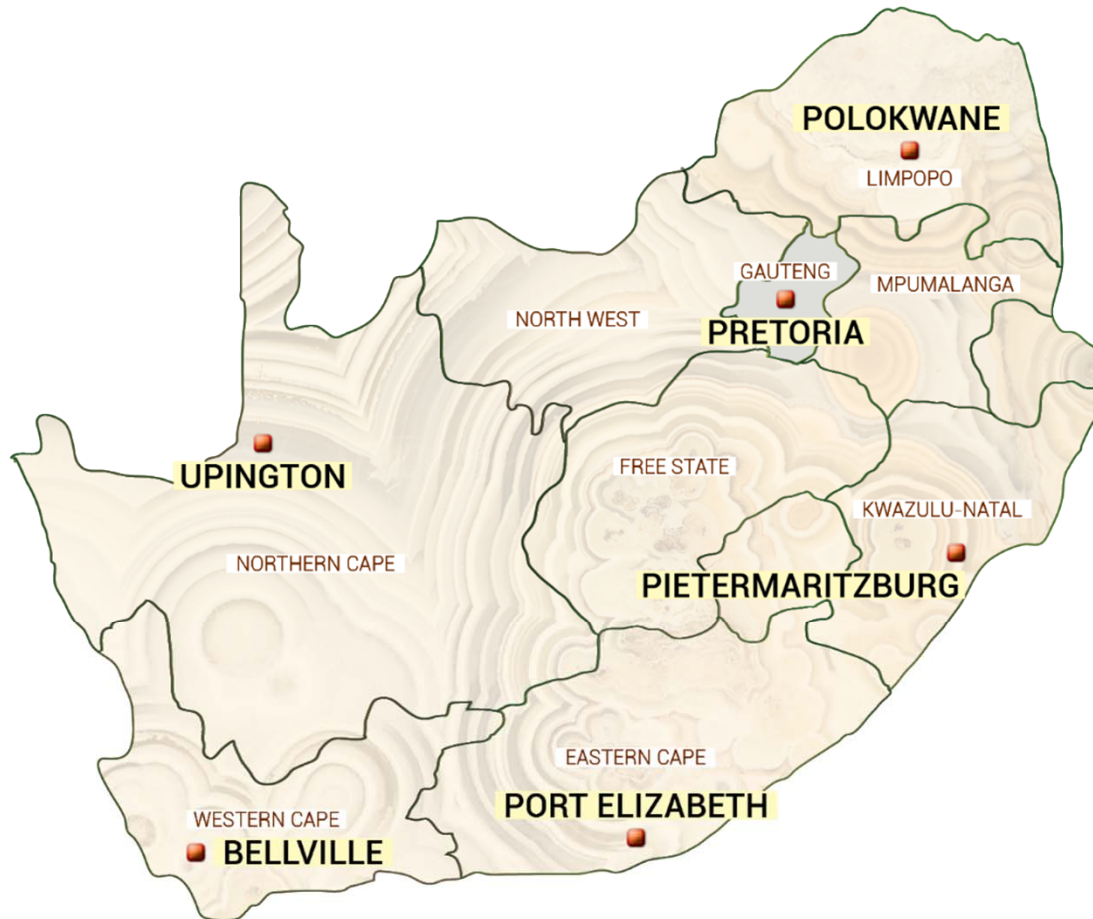 POLOKWANE
LIMPOPO
GAUTENG
MPUMALANGA
NORTH WEST
PRETORIA
UPINGTON
FREE STATE
KWAZULU-NATAL
NORTHERN CAPE
PIETERMARITZBURG
EASTERN CAPE
PORT ELIZABETH
WESTERN CAPE
BELLVILLE